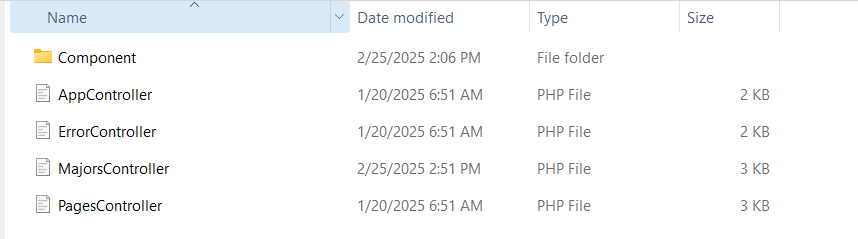 Name Date modified Type Size
Component 2/25/2025 2:06 PM File folder
AppController 1/20/2025 6:51 AM PHP File 2 KB
ErrorController 1/20/2025 6:51 AM PHP File 2 KB
MajorsController 2/25/2025 2:51 PM PHP File 3 KB
PagesController 1/20/2025 6:51 AM PHP File 3 KB